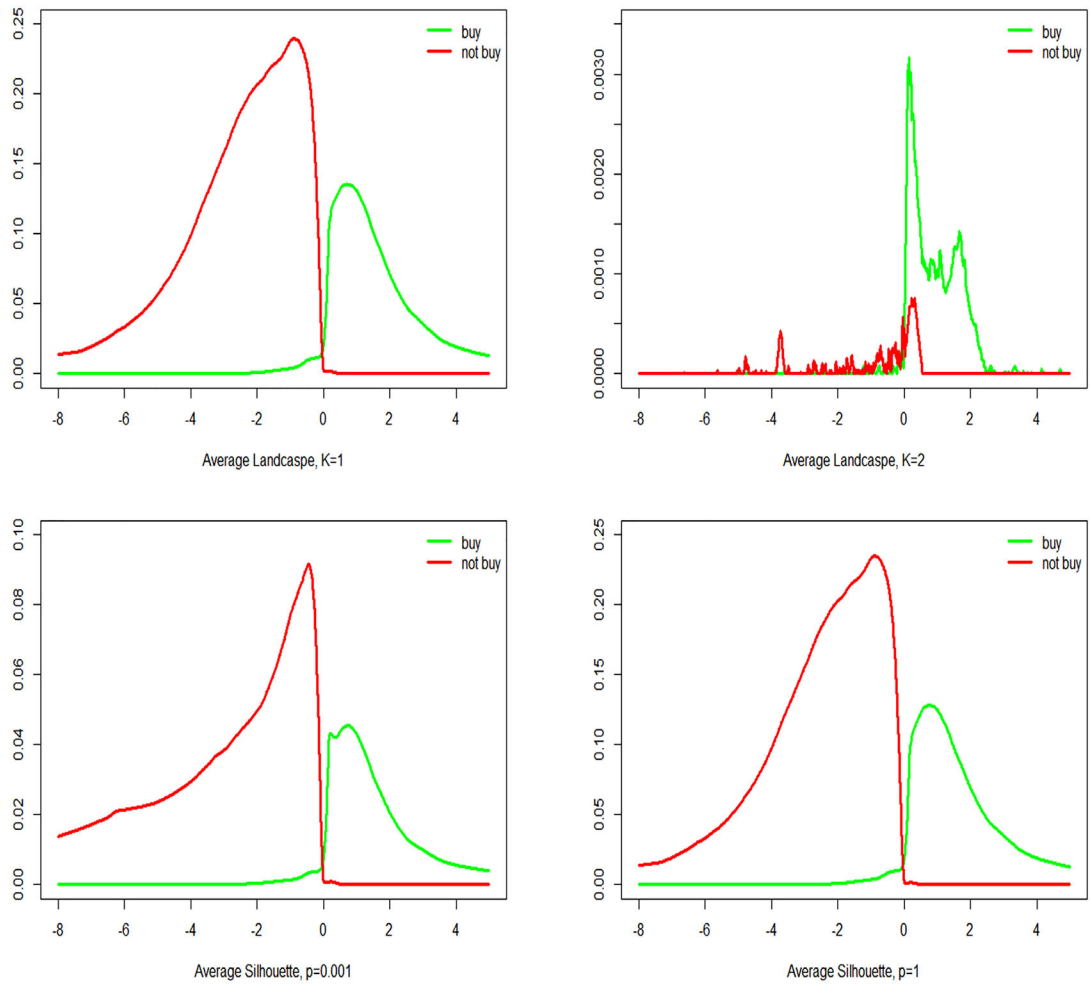 0.25
0.20
0.15
0.10
0.05
0.00
buy
not buy
-8 -6 -4 -2 0 2 4
Average Landcaspe, K=1
0.0030
0.0020
0.0010
0.0000
buy
not buy
-8 -6 -4 -2 0 2 4
Average Landcaspe, K=2
0.10
0.08
0.06
0.04
0.02
0.00
buy
not buy
-8 -6 -4 -2 0 2 4
Average Silhouette, p=0.001
0.25
0.20
0.15
0.10
0.05
0.00
buy
not buy
-8 -6 -4 -2 0 2 4
Average Silhouette, p=1